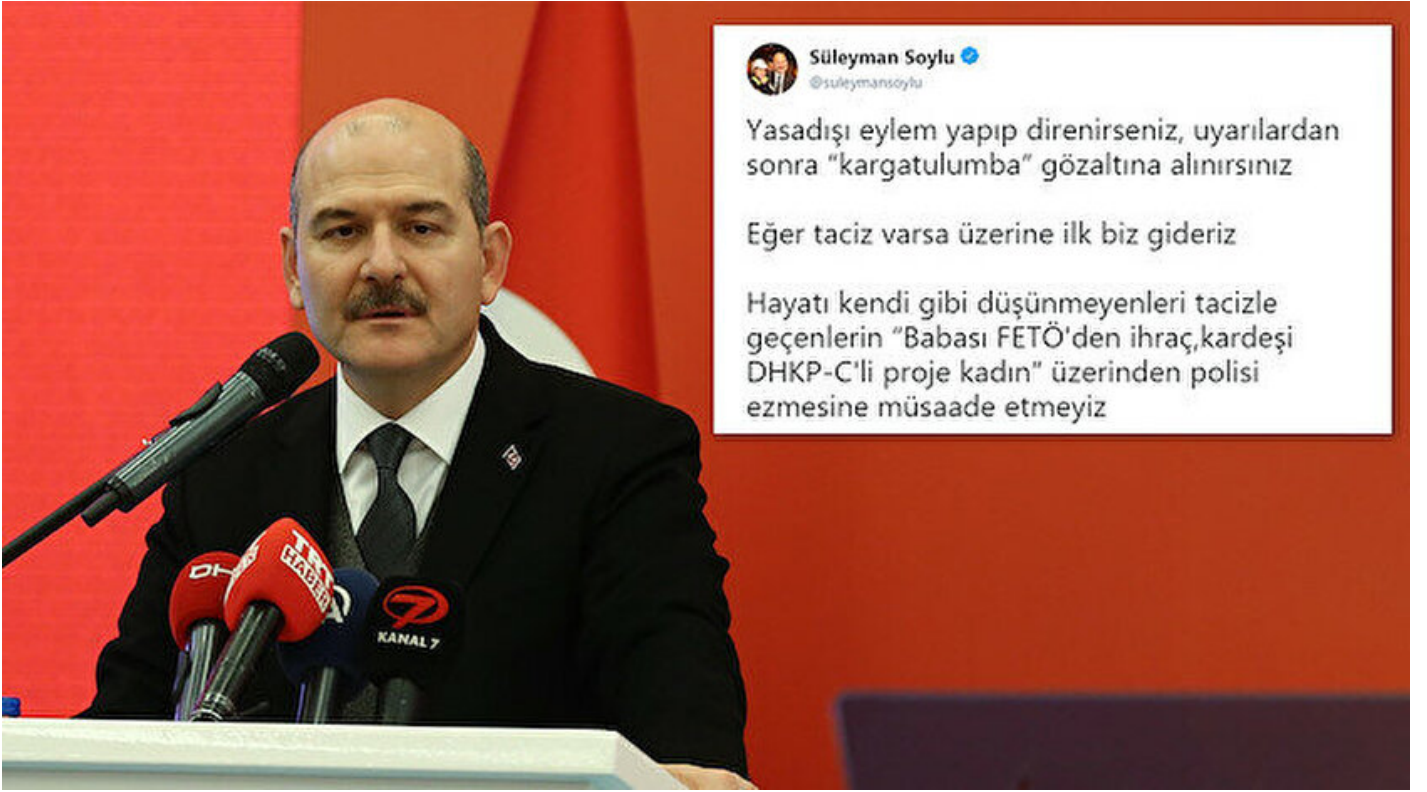 Süleyman Soylu
@suleymansoylu
Yasadışı eylem yapıp direnirseniz, uyarılardan
sonra “kargatulumba” gözaltına alınırsınız
Eğer taciz varsa üzerine ilk biz gideriz
Hayatı kendi gibi düşünmeyenleri tacizle
geçenlerin “Babası FETÖ'den ihraç,kardeşi
DHKP-C'li proje kadın” üzerinden polisi
ezmesine müsaade etmeyiz
DH
TRT
HABER
7
KANAL 7